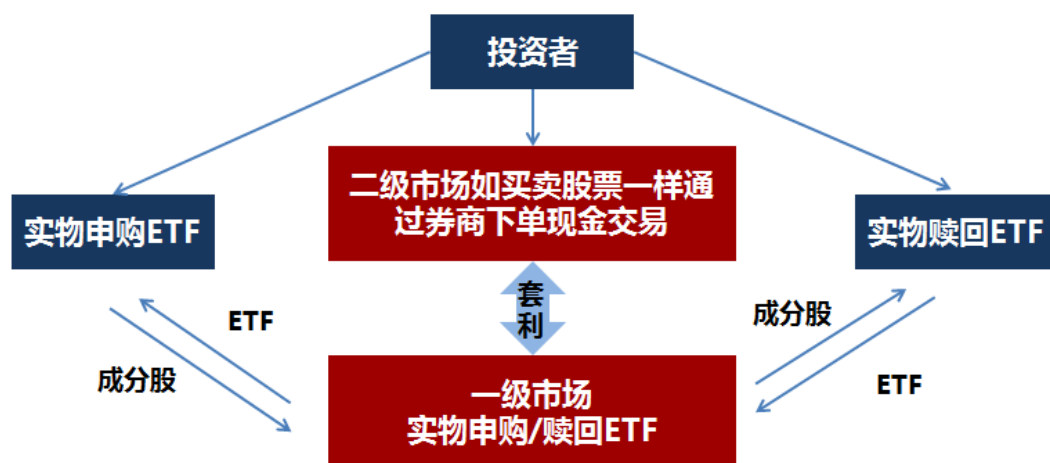 投资者
二级市场如买卖股票一样通
过券商下单现金交易
实物申购ETF
实物赎回ETF
套
利
ETF
成分股
成分股
ETF
一级市场
实物申购/赎回ETF